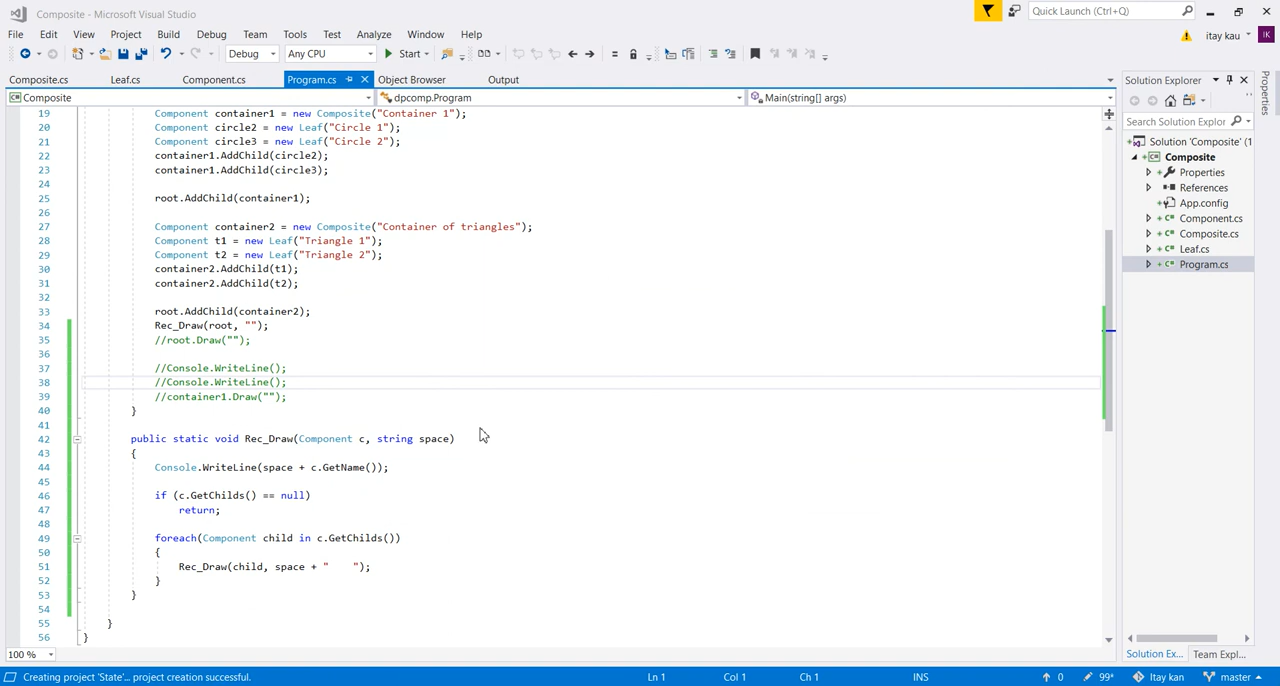 Composite - Microsoft Visual Studio
Quick Launch (Ctrl+Q)
File Edit View Project Build Debug Team Tools Test Analyze Window Help
itay kau IK
Debug Any CPU Start
Composite.cs Leaf.cs Component.cs Program.cs Object Browser Output
Composite dpcomp.Program Main(string[] args)
19 Component container1 = new Composite("Container 1");
20 Component circle2 = new Leaf("Circle 1");
21 Component circle3 = new Leaf("Circle 2");
22 container1.AddChild(circle2);
23 container1.AddChild(circle3);
24
25 root.AddChild(container1);
26
27 Component container2 = new Composite("Container of triangles");
28 Component t1 = new Leaf("Triangle 1");
29 Component t2 = new Leaf("Triangle 2");
30 container2.AddChild(t1);
31 container2.AddChild(t2);
32
33 root.AddChild(container2);
34 Rec_Draw(root, "");
35 //root.Draw("");
36
37 //Console.WriteLine();
38 //Console.WriteLine();
39 //container1.Draw("");
40 }
41
42 public static void Rec_Draw(Component c, string space)
43 {
44 Console.WriteLine(space + c.GetName());
45
46 if (c.GetChilds() == null)
47 return;
48
49 foreach(Component child in c.GetChilds())
50 {
51 Rec_Draw(child, space + "    ");
52 }
53 }
54
55 }
56 }
100 %
Solution Explorer
Search Solution Explor
Solution 'Composite' (1
Composite
Properties
References
App.config
Component.cs
Composite.cs
Leaf.cs
Program.cs
Solution Ex... Team Expl...
Properties
Creating project 'State'... project creation successful. Ln 1 Col 1 Ch 1 INS 0 99+ Itay kan master